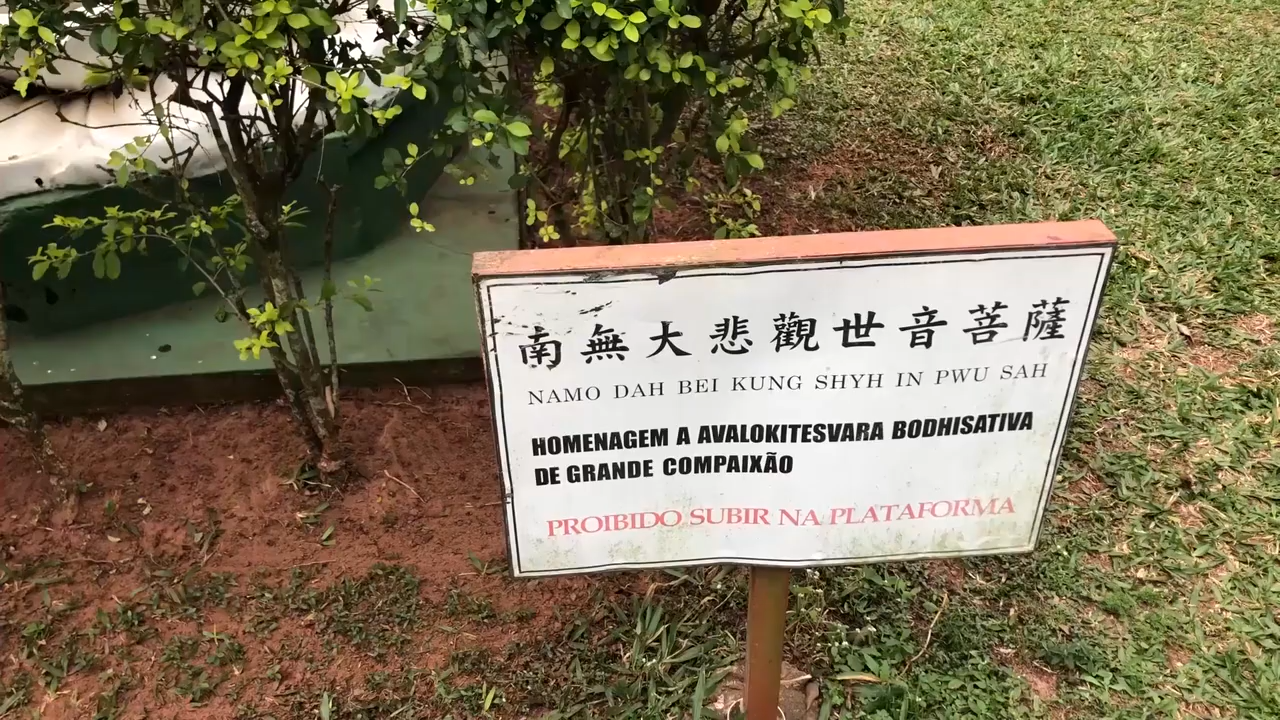 南無大悲觀世音菩薩
NAMO DAH BEI KUNG SHYH IN PWU SAH
HOMENAGEM A AVALOKITESVARA BODHISATIVA
DE GRANDE COMPAIXÃO
PROIBIDO SUBIR NA PLATAFORMA